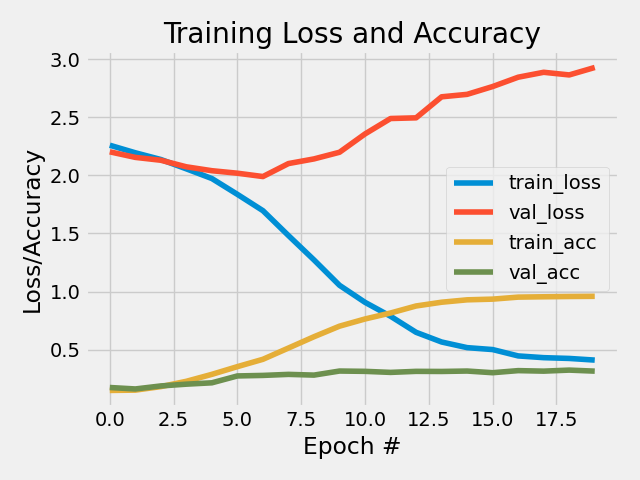 Training Loss and Accuracy
Loss/Accuracy
3.0
2.5
2.0
1.5
1.0
0.5
train_loss
val_loss
train_acc
val_acc
0.0 2.5 5.0 7.5 10.0 12.5 15.0 17.5
Epoch #